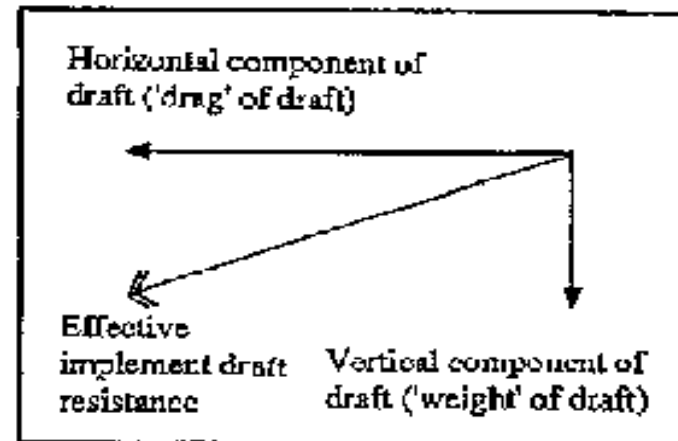 Horizontal component of
draft ('drag' of draft)
Effective
implement draft
resistance
Vertical component of
draft ('weight' of draft)